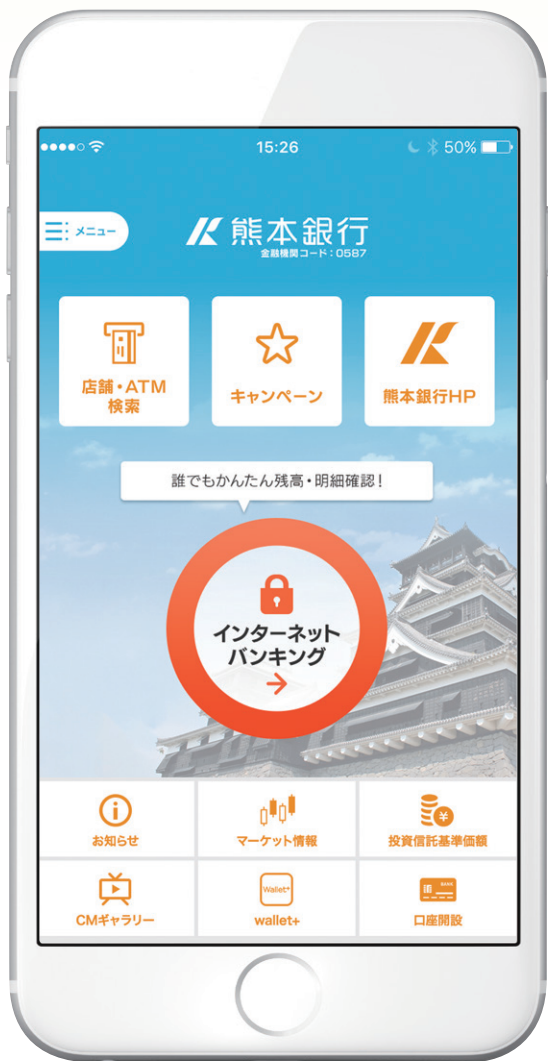 15:26
50%
メニュー
熊本銀行
金融機関コード:0587
店舗・ATM
検索
キャンペーン
熊本銀行HP
誰でもかんたん残高・明細確認!
インターネット
バンキング
お知らせ
マーケット情報
投資信託基準価額
Wallet+
BANK
CMギャラリー
wallet+
口座開設